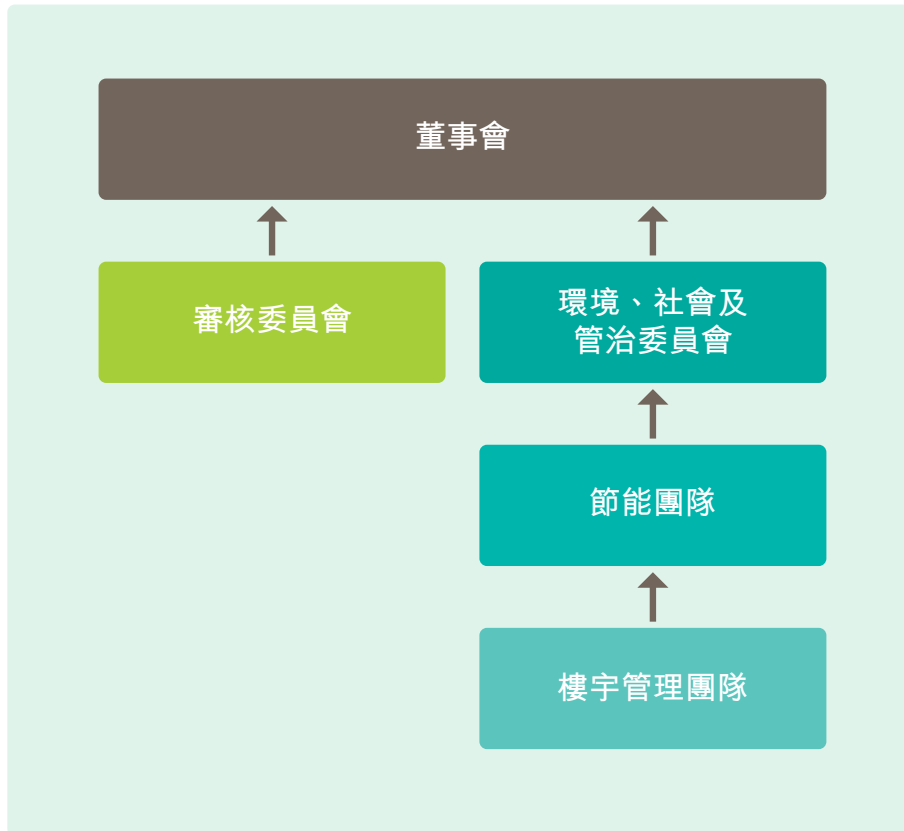 董事會
審核委員會
環境、社會及
管治委員會
節能團隊
樓宇管理團隊